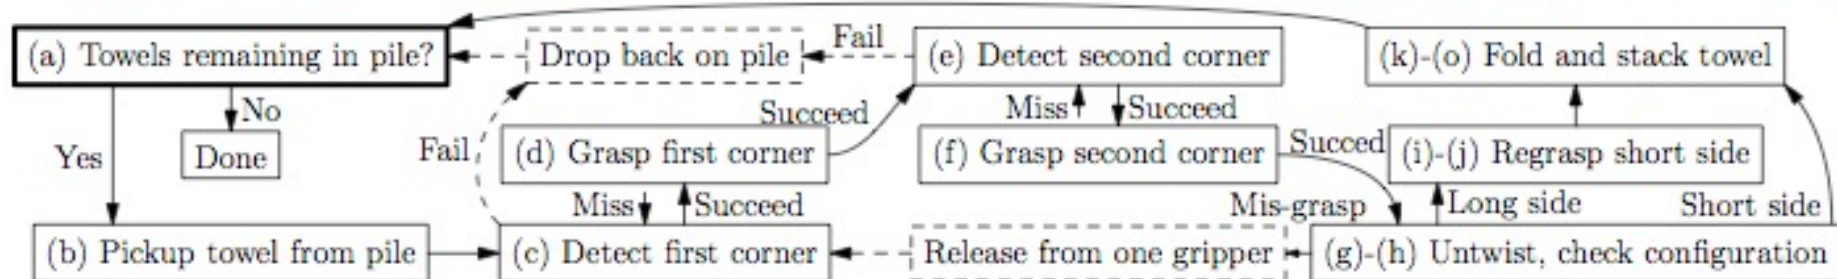 (a) Towels remaining in pile?
Drop back on pile
Fail
(e) Detect second corner
(k)-(o) Fold and stack towel
No
Succeed
Miss
Succeed
Yes
Done
Fail
(d) Grasp first corner
(f) Grasp second corner
Succed
(i)-(j) Regrasp short side
Miss
Succeed
Mis-grasp
Long side
Short side
(b) Pickup towel from pile
(c) Detect first corner
Release from one gripper
(g)-(h) Untwist, check configuration